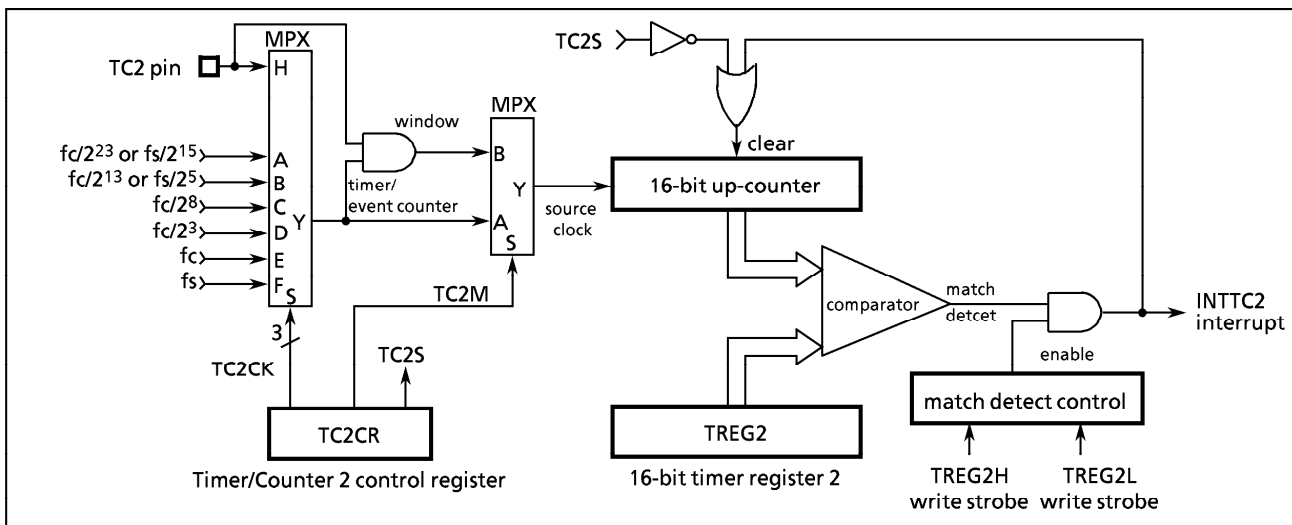 MPX
TC2 pin
H
fc/2²³ or fs/2¹⁵
A
fc/2¹³ or fs/2⁵
B
fc/2⁸
C
fc/2³
D
fc
E
fs
F
Y
S
3
TC2CK
window
timer/
event counter
MPX
B
Y
A
S
TC2M
TC2S
TC2CR
Timer/Counter 2 control register
source
clock
TC2S
clear
16-bit up-counter
comparator
match
detcet
enable
INTTC2
interrupt
match detect control
TREG2
16-bit timer register 2
TREG2H
write strobe
TREG2L
write strobe